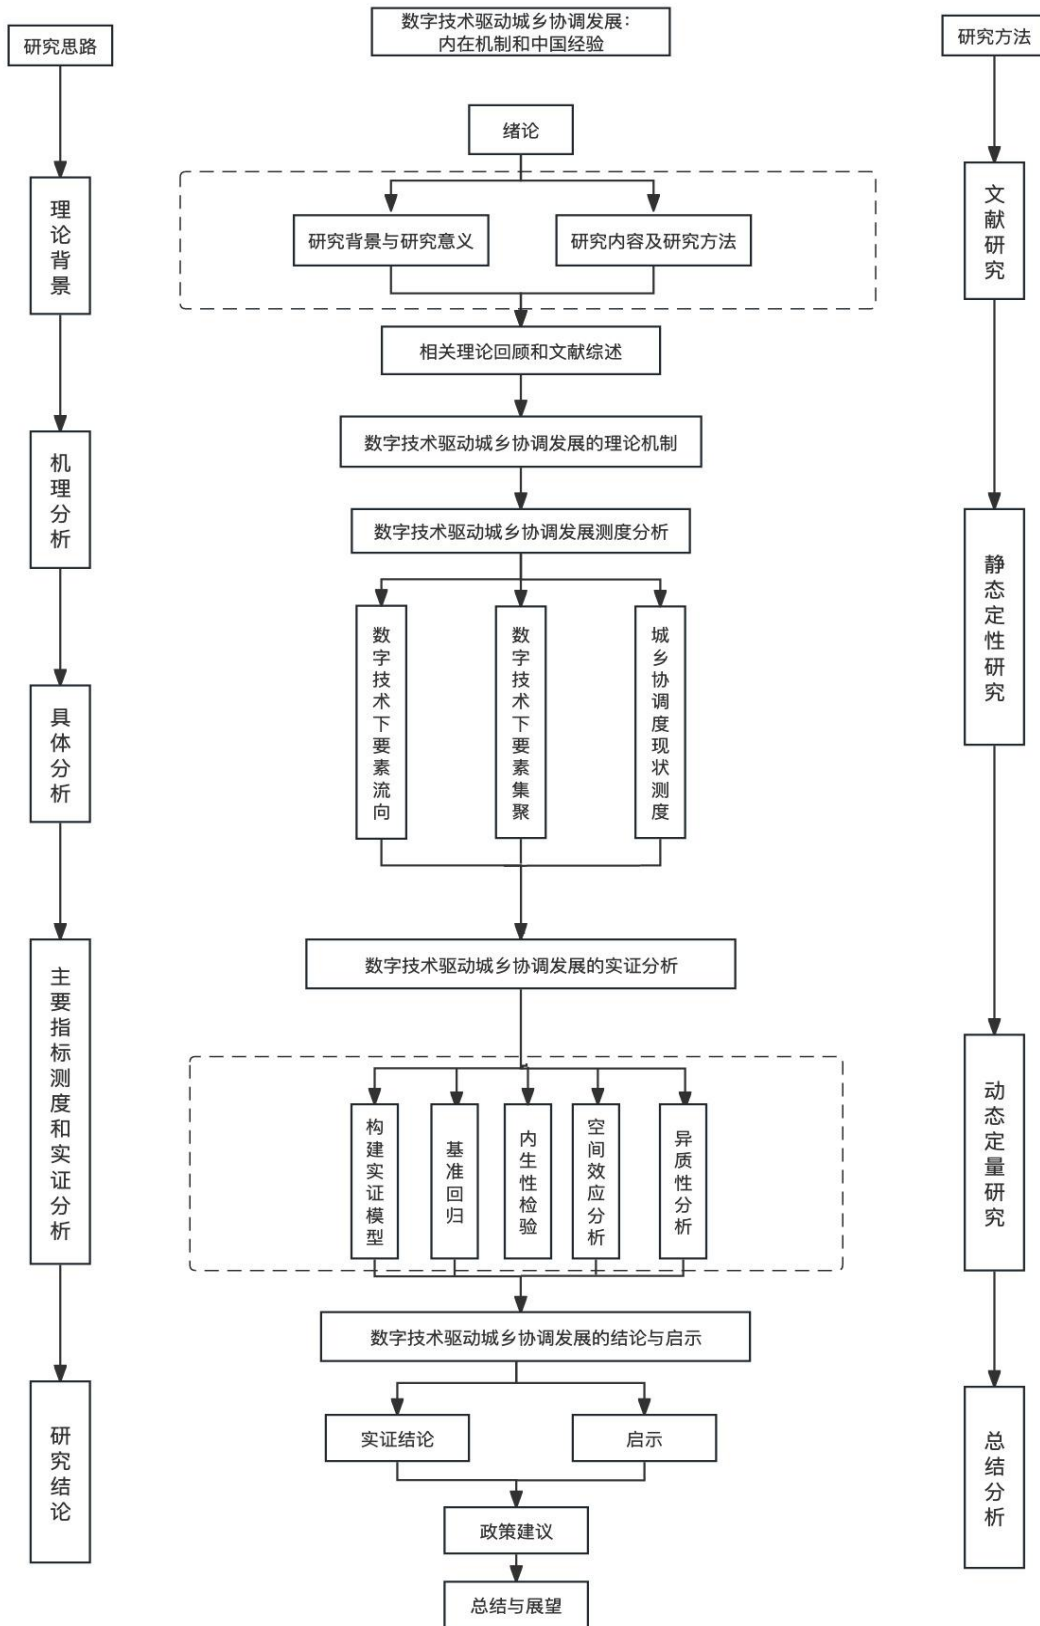 数字技术驱动城乡协调发展：
内在机制和中国经验
研究思路
研究方法
绪论
理论背景
文献研究
研究背景与研究意义
研究内容及研究方法
相关理论回顾和文献综述
数字技术驱动城乡协调发展的理论机制
机理分析
数字技术驱动城乡协调发展测度分析
静态定性研究
数字技术下要素流向
数字技术下要素集聚
城乡协调度现状测度
具体分析
数字技术驱动城乡协调发展的实证分析
主要指标测度和实证分析
动态定量研究
构建实证模型
基准回归
内生性检验
空间效应分析
异质性分析
数字技术驱动城乡协调发展的结论与启示
实证结论
启示
研究结论
总结分析
政策建议
总结与展望